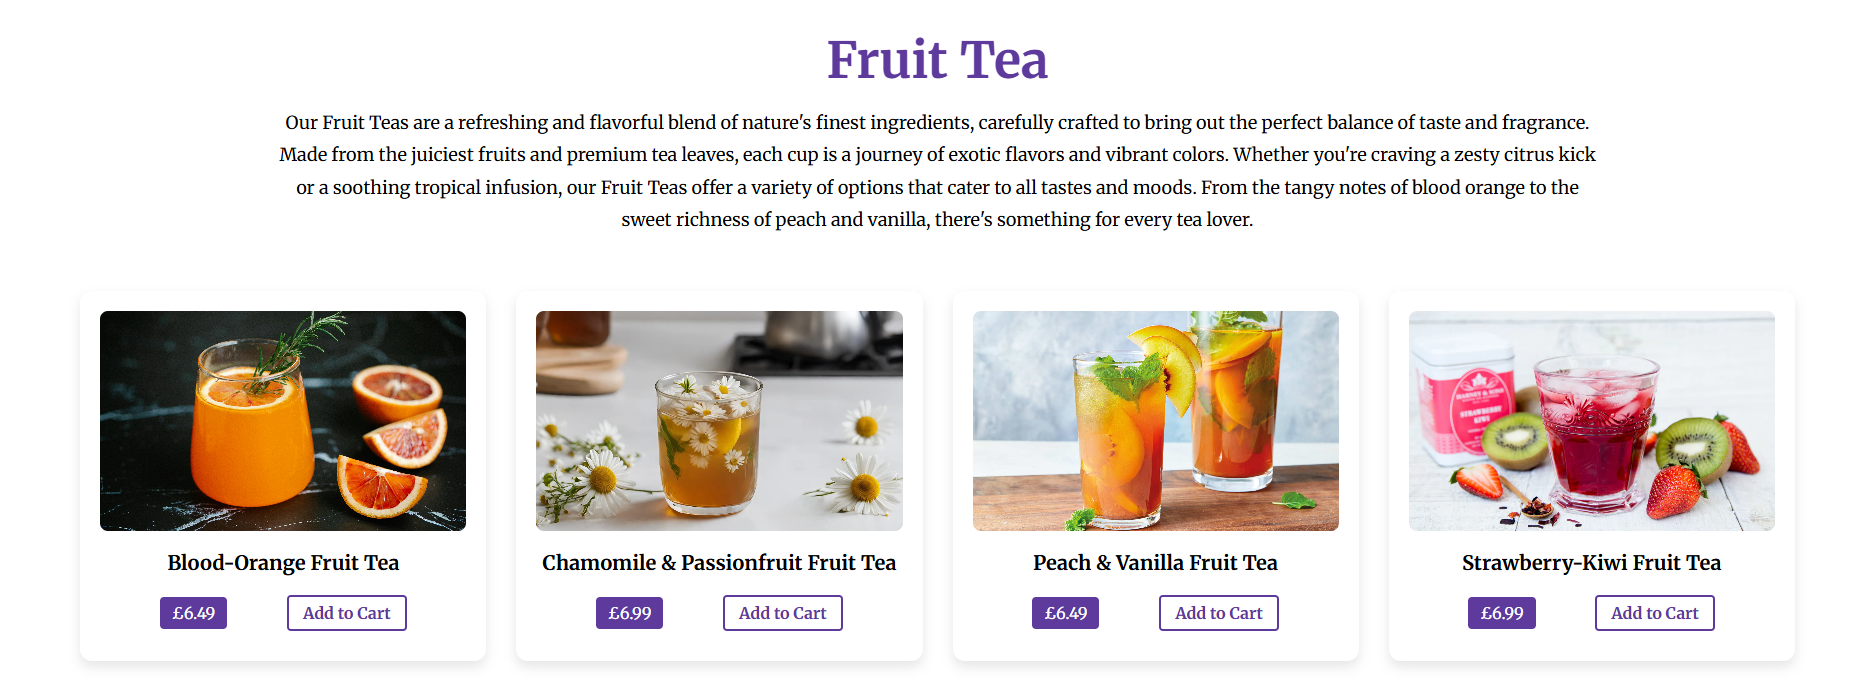 Fruit Tea
Our Fruit Teas are a refreshing and flavorful blend of nature's finest ingredients, carefully crafted to bring out the perfect balance of taste and fragrance.
Made from the juiciest fruits and premium tea leaves, each cup is a journey of exotic flavors and vibrant colors. Whether you're craving a zesty citrus kick
or a soothing tropical infusion, our Fruit Teas offer a variety of options that cater to all tastes and moods. From the tangy notes of blood orange to the
sweet richness of peach and vanilla, there's something for every tea lover.
HARNEY & SONS
STRAWBERRY
KIWI
Blood-Orange Fruit Tea
Chamomile & Passionfruit Fruit Tea
Peach & Vanilla Fruit Tea
Strawberry-Kiwi Fruit Tea
£6.49
Add to Cart
£6.99
Add to Cart
£6.49
Add to Cart
£6.99
Add to Cart